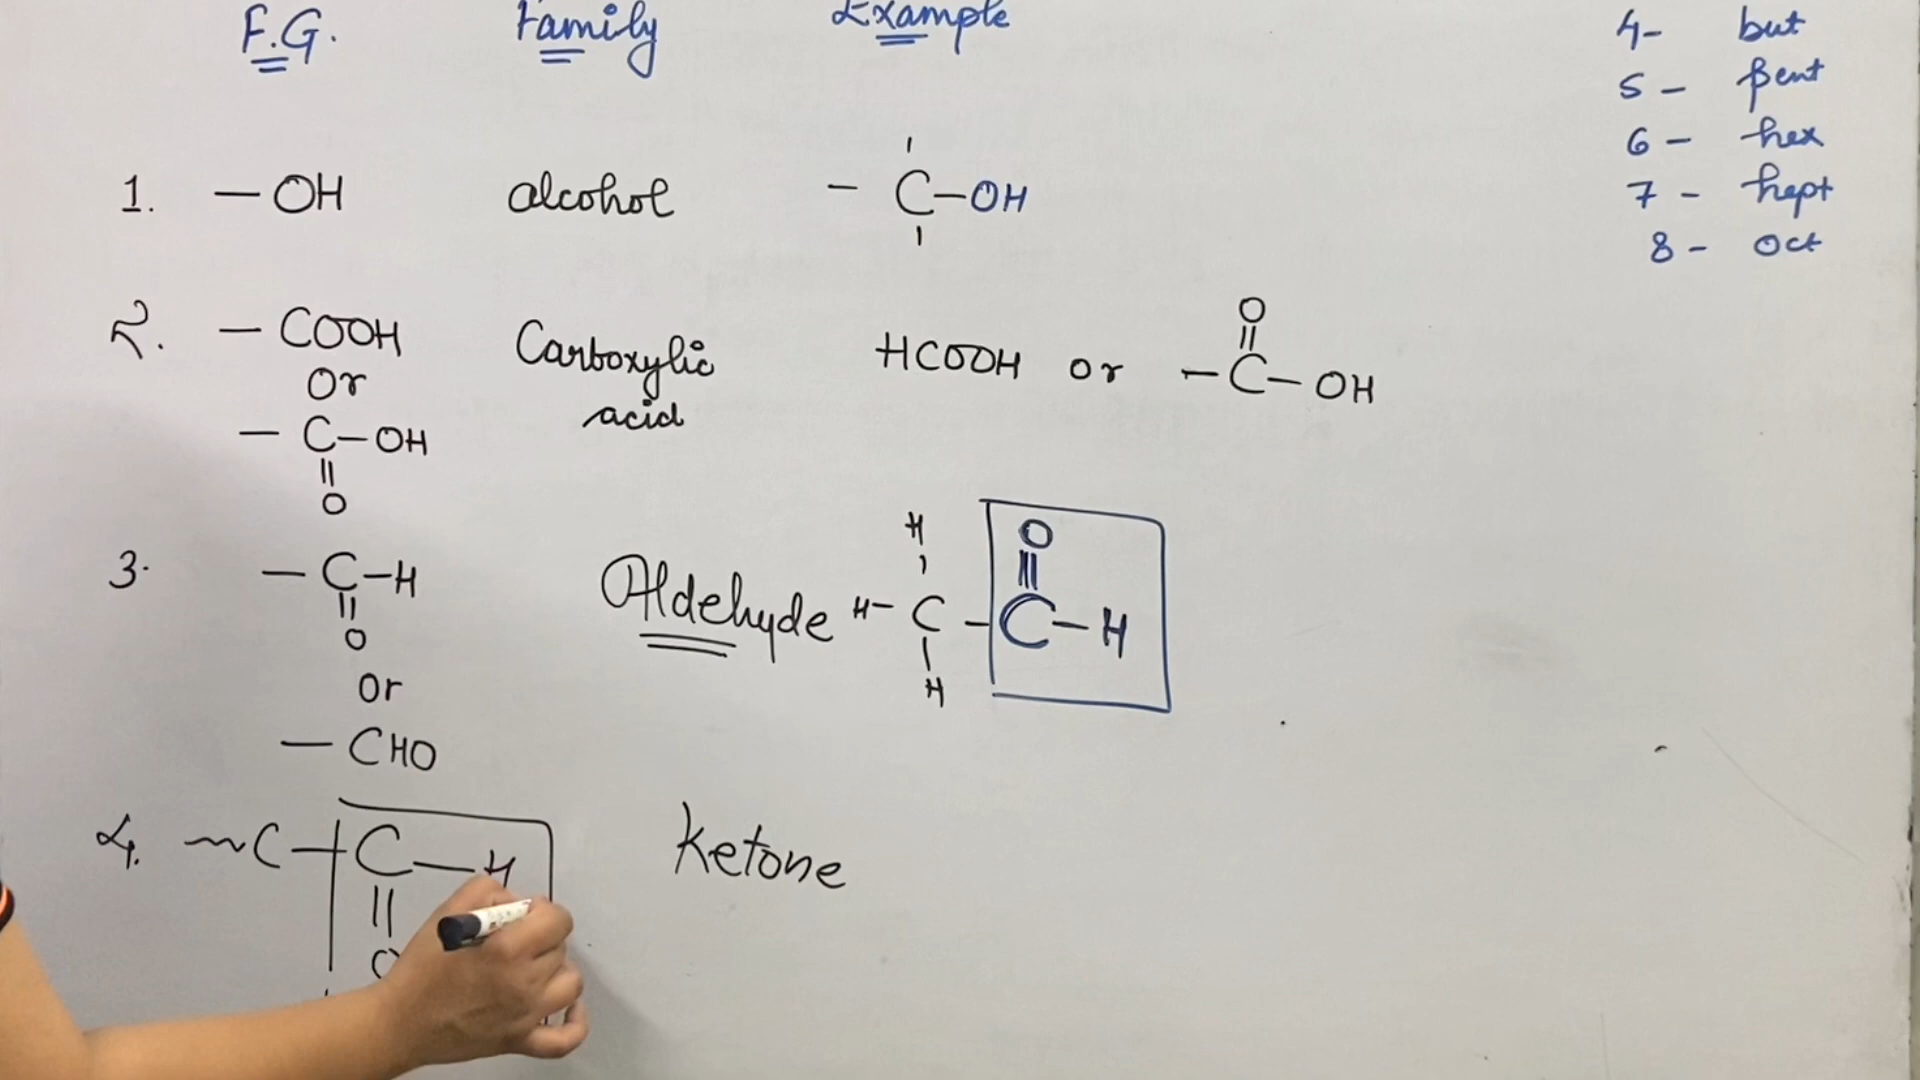 F.G. Family Example
1. – OH alcohol – C – OH
2. – COOH Carboxylic acid HCOOH or – C – OH
O
||
Or
– C – OH
||
O
3. – C – H Aldehyde H – C – C – H
||
O
H
H
O
||
Or
– CHO
4. ~C – C – H Ketone
||
O
4 - but
5 - pent
6 - hex
7 - hept
8 - oct